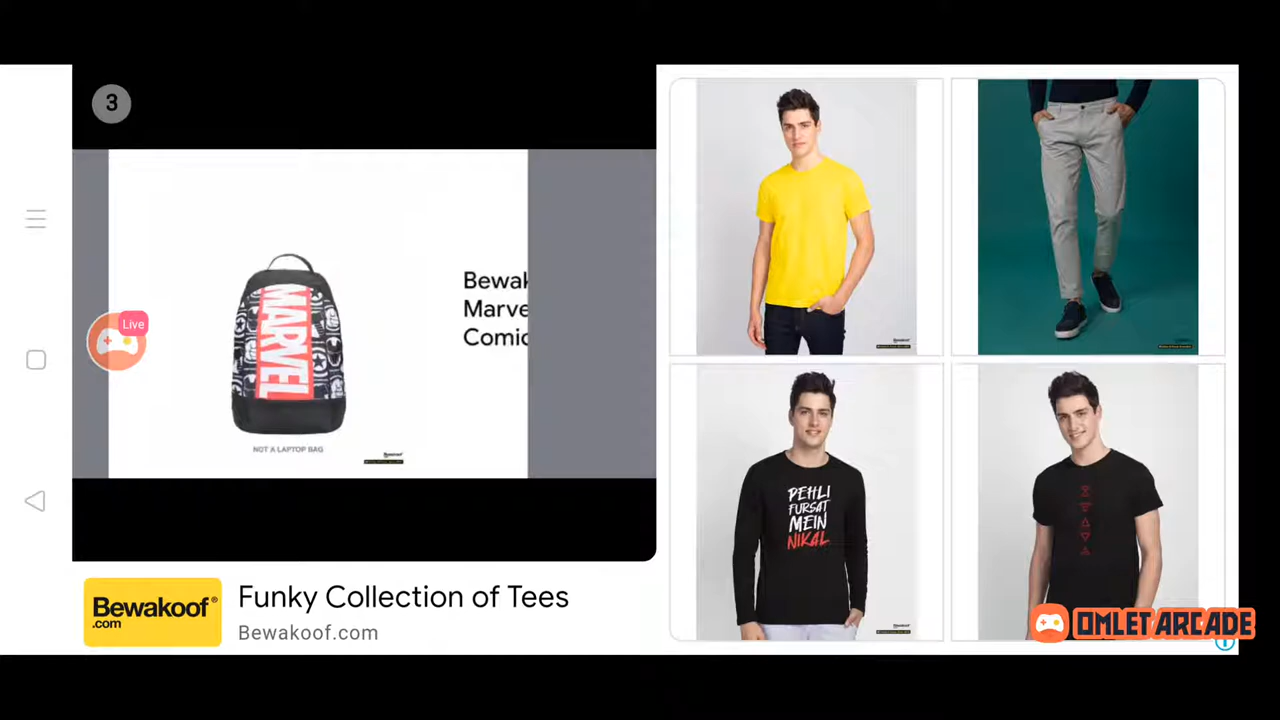 3
Bewak
Marve
Comic
Live
MARVEL
NOT A LAPTOP BAG
Bewakoof
Bewakoof®
.com
Funky Collection of Tees
Bewakoof.com
PEHLI
FURSAT
MEIN
NIKAL
OMLET ARCADE